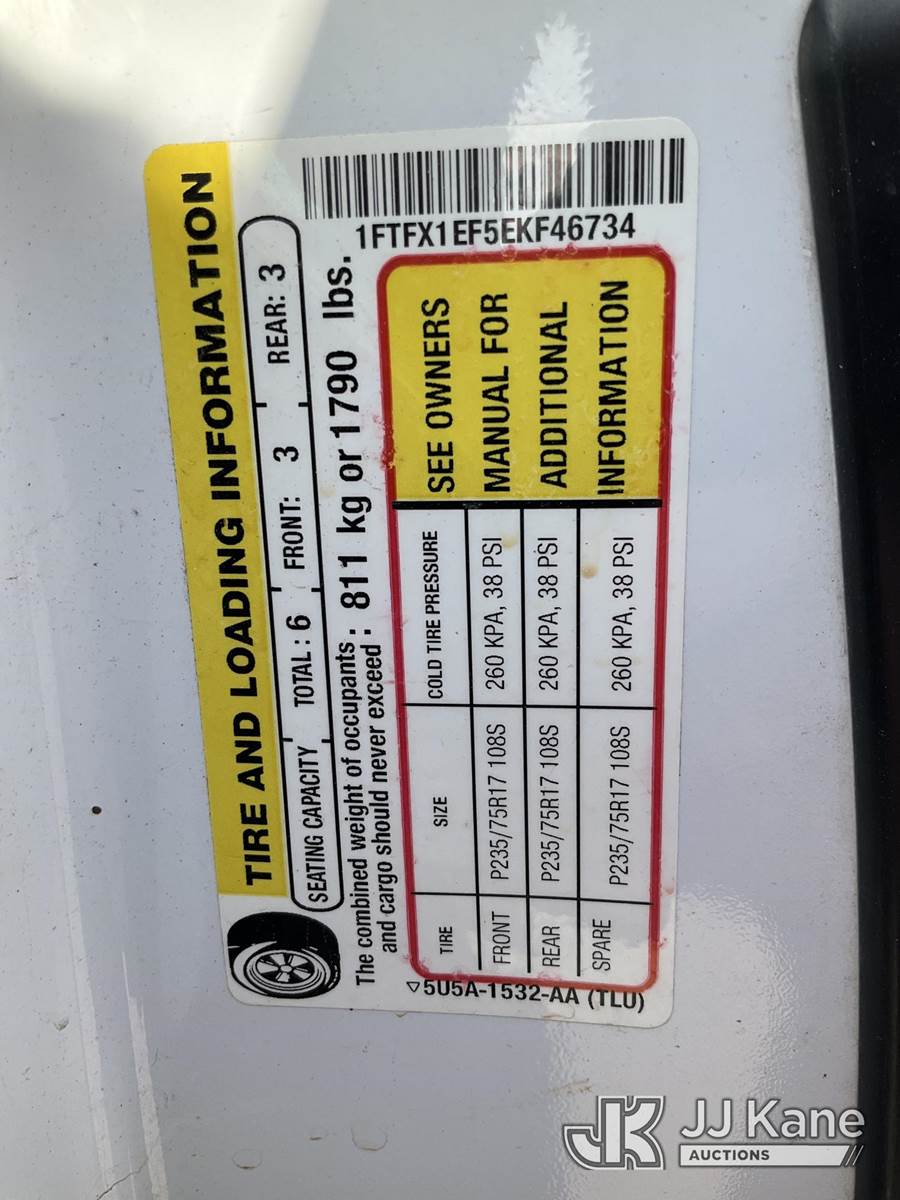 TIRE AND LOADING INFORMATION
SEATING CAPACITY TOTAL : 6 FRONT: 3 REAR: 3
The combined weight of occupants : 811 kg or 1790 lbs.
and cargo should never exceed :
TIRE SIZE COLD TIRE PRESSURE
FRONT P235/75R17 108S 260 KPA, 38 PSI
REAR P235/75R17 108S 260 KPA, 38 PSI
SPARE P235/75R17 108S 260 KPA, 38 PSI
SEE OWNERS
MANUAL FOR
ADDITIONAL
INFORMATION
5U5A-1532-AA (TLU)
1FTFX1EF5EKF46734
JK JJ Kane
AUCTIONS